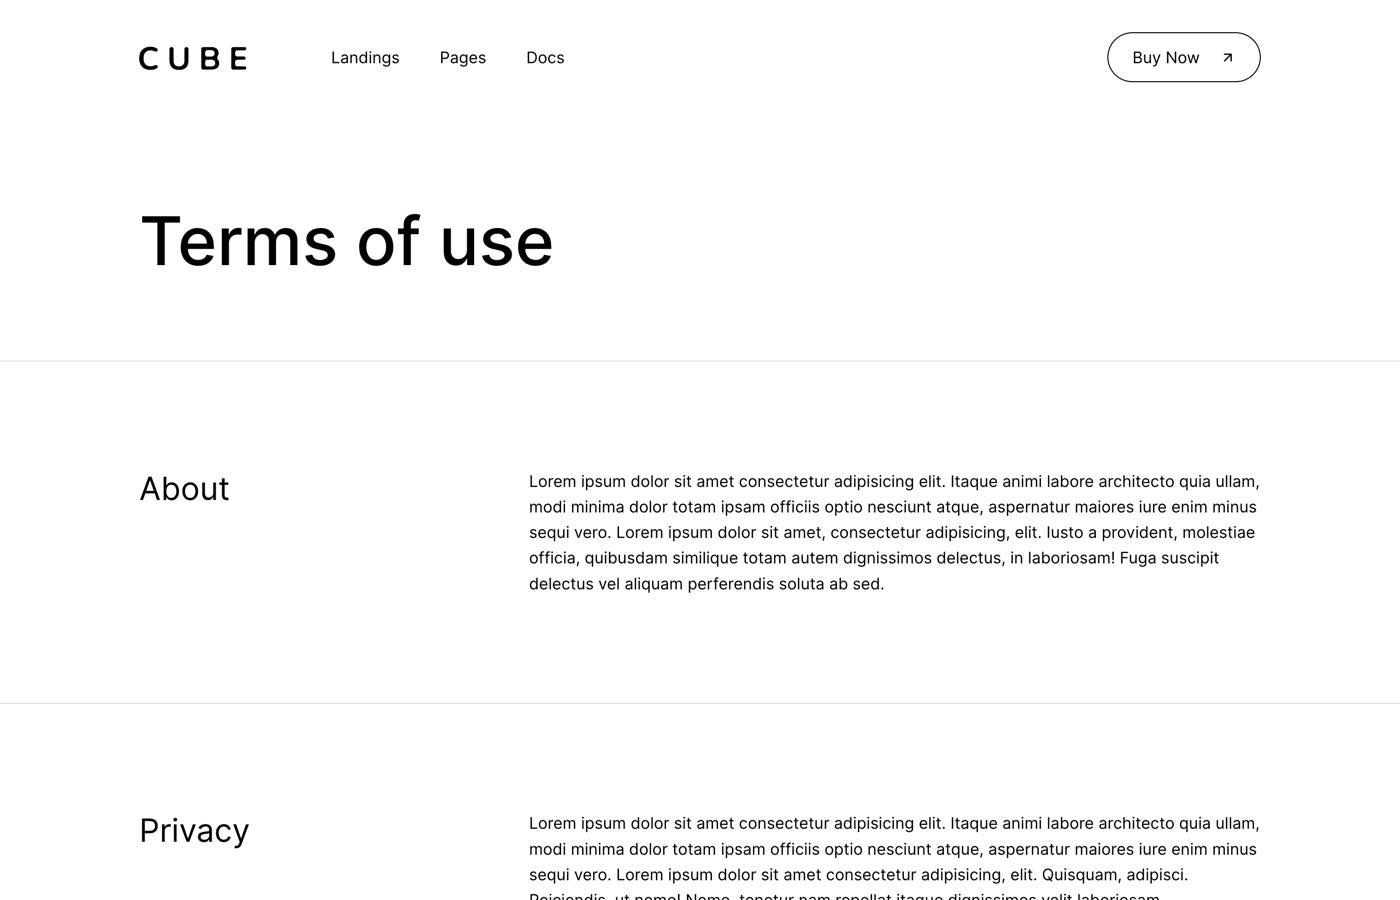 CUBE
Landings
Pages
Docs
Buy Now
Terms of use
About
Lorem ipsum dolor sit amet consectetur adipisicing elit. Itaque animi labore architecto quia ullam,
modi minima dolor totam ipsam officiis optio nesciunt atque, aspernatur maiores iure enim minus
sequi vero. Lorem ipsum dolor sit amet, consectetur adipisicing, elit. Iusto a provident, molestiae
officia, quibusdam similique totam autem dignissimos delectus, in laboriosam! Fuga suscipit
delectus vel aliquam perferendis soluta ab sed.
Privacy
Lorem ipsum dolor sit amet consectetur adipisicing elit. Itaque animi labore architecto quia ullam,
modi minima dolor totam ipsam officiis optio nesciunt atque, aspernatur maiores iure enim minus
sequi vero. Lorem ipsum dolor sit amet consectetur adipisicing, elit. Quisquam, adipisci.